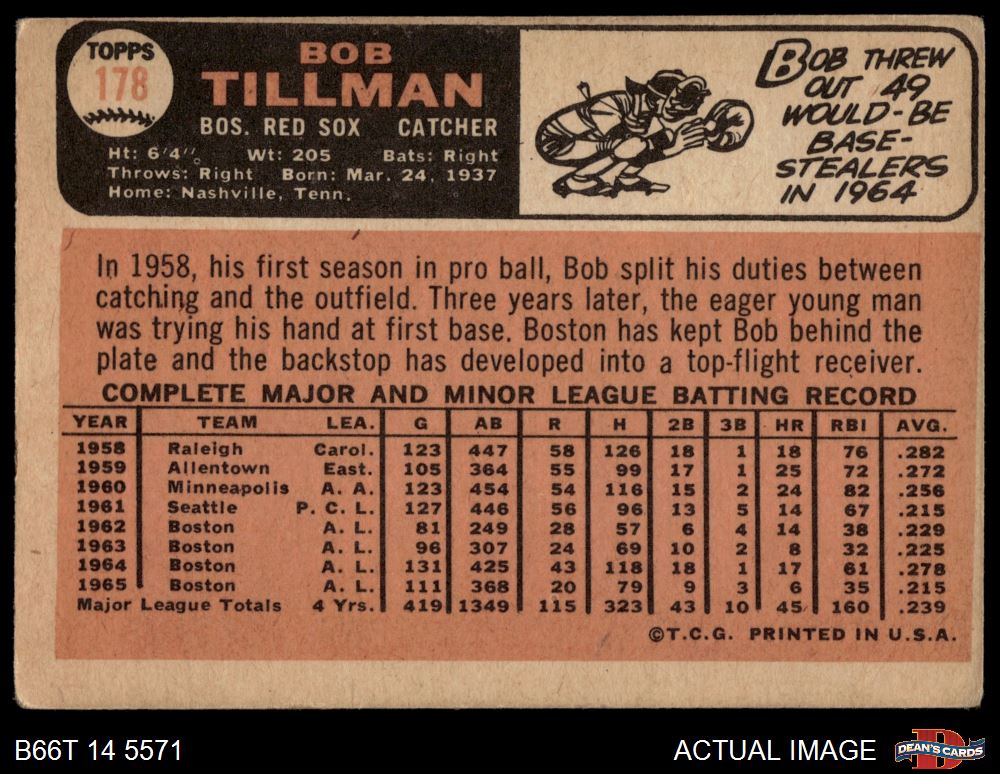 TOPPS
178
BOB
TILLMAN
BOS. RED SOX CATCHER
Ht: 6'4" Wt: 205 Bats: Right
Throws: Right Born: Mar. 24, 1937
Home: Nashville, Tenn.
BOB THREW
OUT 49
WOULD-BE
BASE-
STEALERS
IN 1964
In 1958, his first season in pro ball, Bob split his duties between
catching and the outfield. Three years later, the eager young man
was trying his hand at first base. Boston has kept Bob behind the
plate and the backstop has developed into a top-flight receiver.
COMPLETE MAJOR AND MINOR LEAGUE BATTING RECORD
YEAR TEAM LEA. G AB R H 2B 3B HR RBI AVG.
1958 Raleigh Carol. 123 447 58 126 18 1 18 76 .282
1959 Allentown East. 105 364 55 99 17 1 25 72 .272
1960 Minneapolis A. A. 123 454 54 116 15 2 24 82 .256
1961 Seattle P. C. L. 127 446 56 96 13 5 14 67 .215
1962 Boston A. L. 81 249 28 57 6 4 14 38 .229
1963 Boston A. L. 96 307 24 69 10 2 8 32 .225
1964 Boston A. L. 131 425 43 118 18 1 17 61 .278
1965 Boston A. L. 111 368 20 79 9 3 6 35 .215
Major League Totals 4 Yrs. 419 1349 115 323 43 10 45 160 .239
©T.C.G. PRINTED IN U.S.A.
B66T 14 5571
ACTUAL IMAGE
DEAN'S CARDS